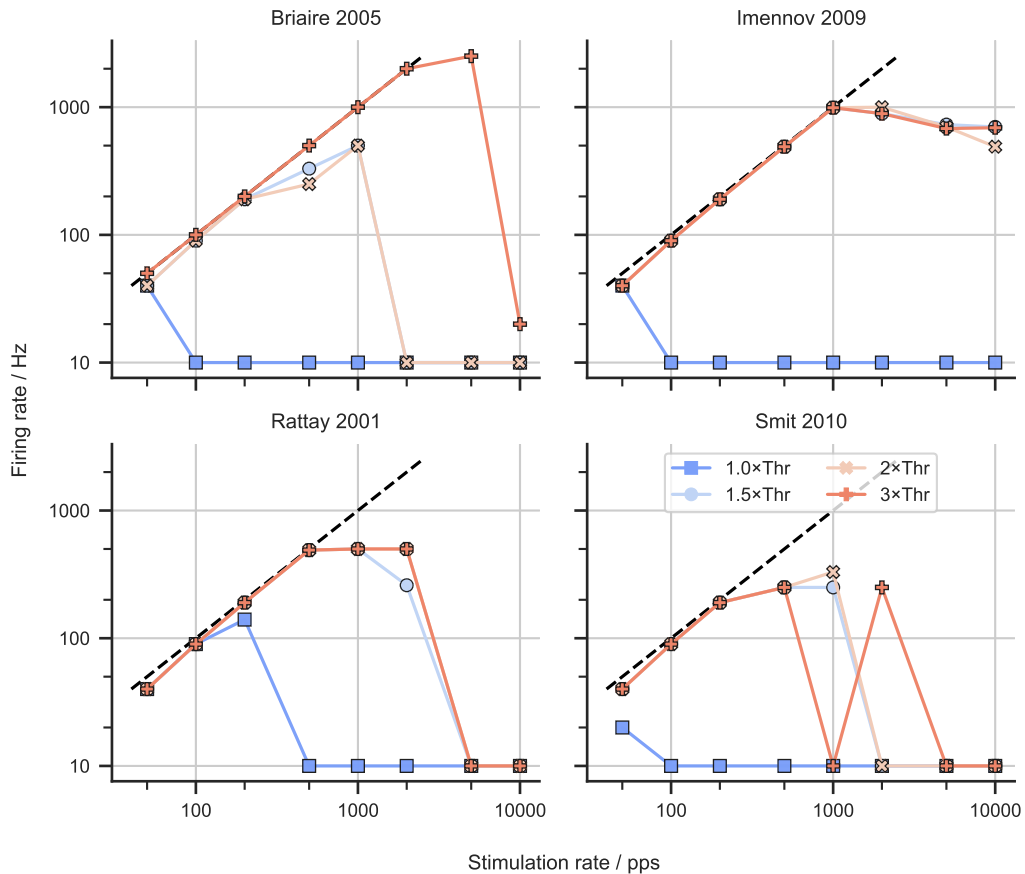 Briaire 2005
Imennov 2009
1000
100
10
Firing rate / Hz
Rattay 2001
Smit 2010
1.0×Thr
2×Thr
1.5×Thr
3×Thr
1000
100
10
100
1000
10000
100
1000
10000
Stimulation rate / pps